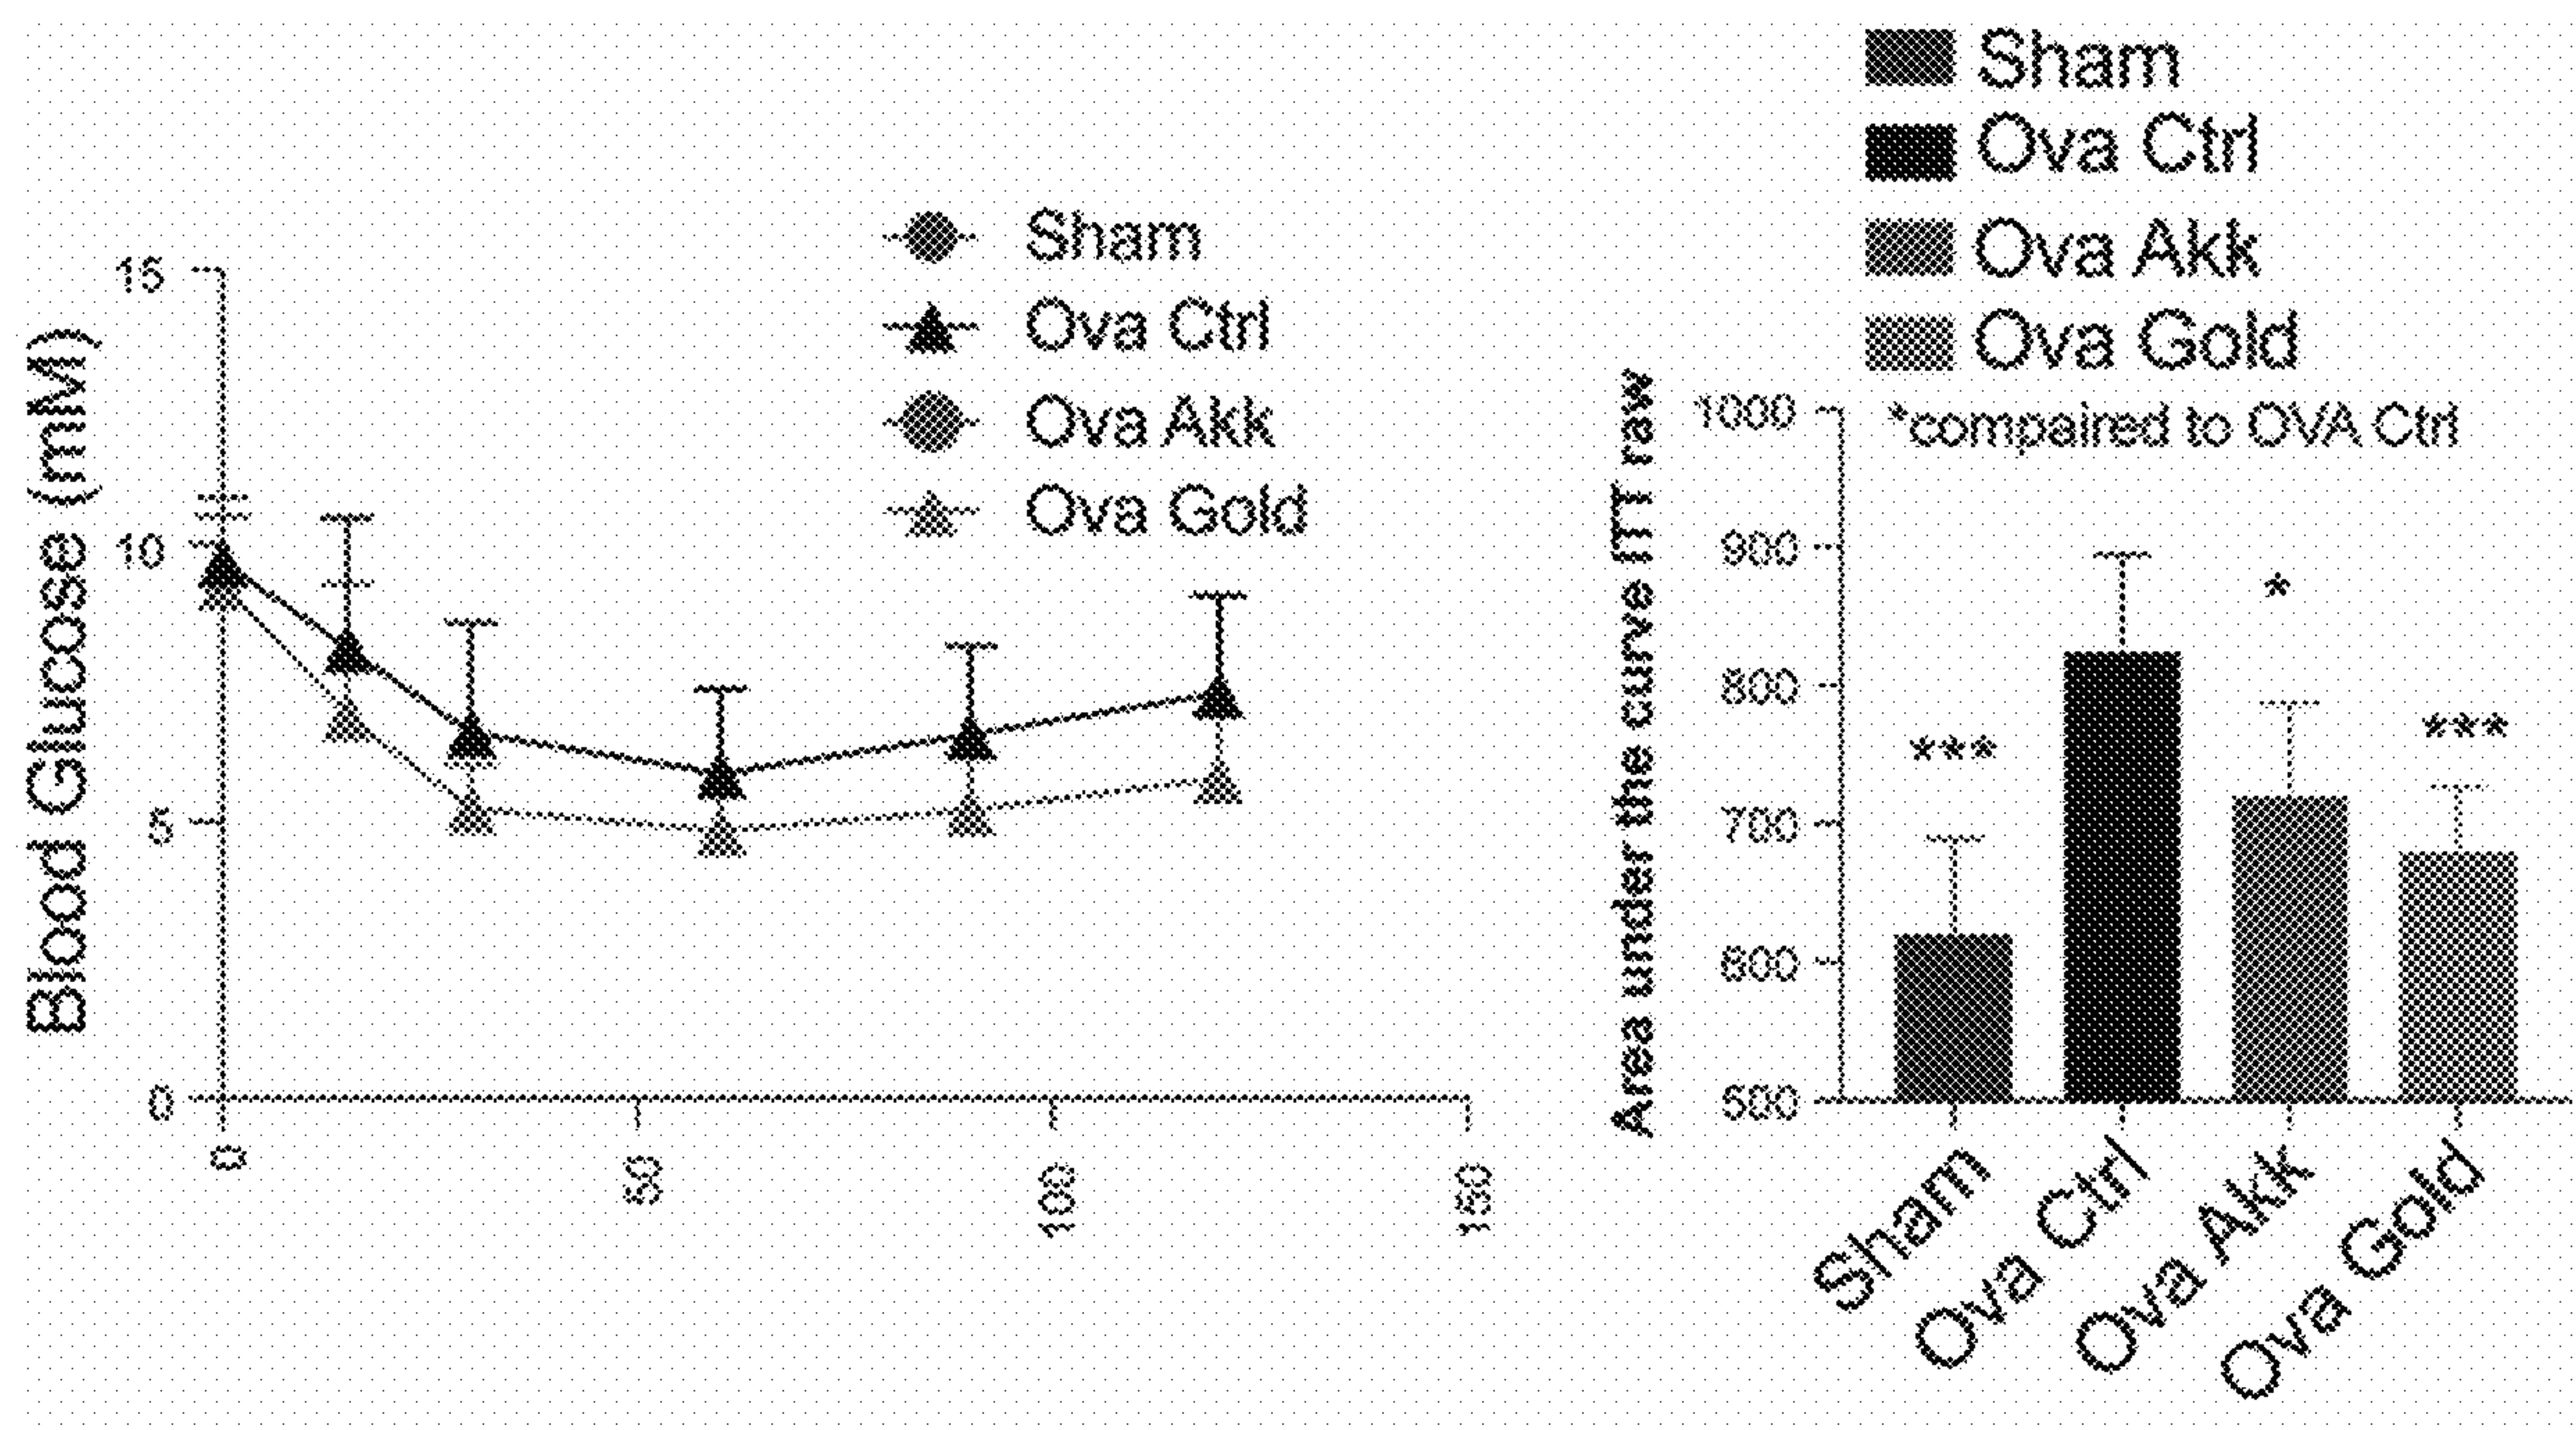 Sham
Ova Ctrl
Ova Akk
Ova Gold
15
10
5
0
Blood Glucose (mM)
0
50
100
150
Sham
Ova Ctrl
Ova Akk
Ova Gold
*compaired to OVA Ctrl
Area under the curve ITT raw
1000
900
800
700
600
500
***
*
***
Sham
Ova Ctrl
Ova Akk
Ova Gold